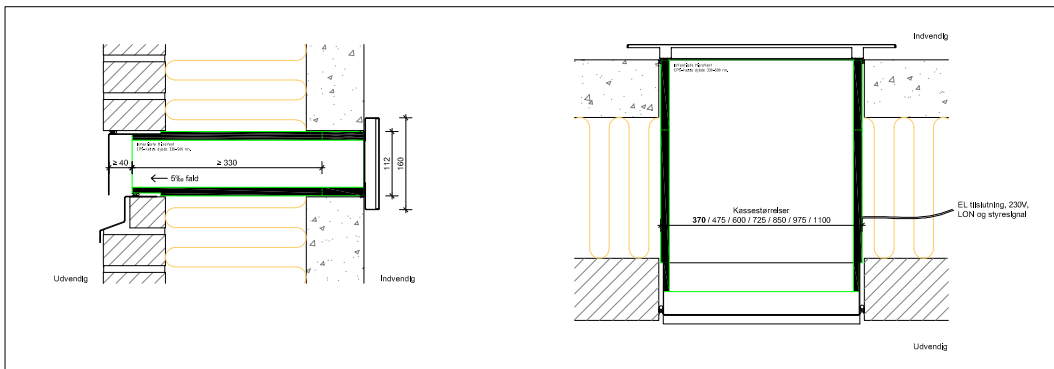 Indvendig
≥ 40
≥ 330
5‰ fald
112
160
Udvendig
Indvendig
Kassestørrelser
370 / 475 / 600 / 725 / 850 / 975 / 1100
EL tilslutning, 230V,
LON og styresignal
Udvendig